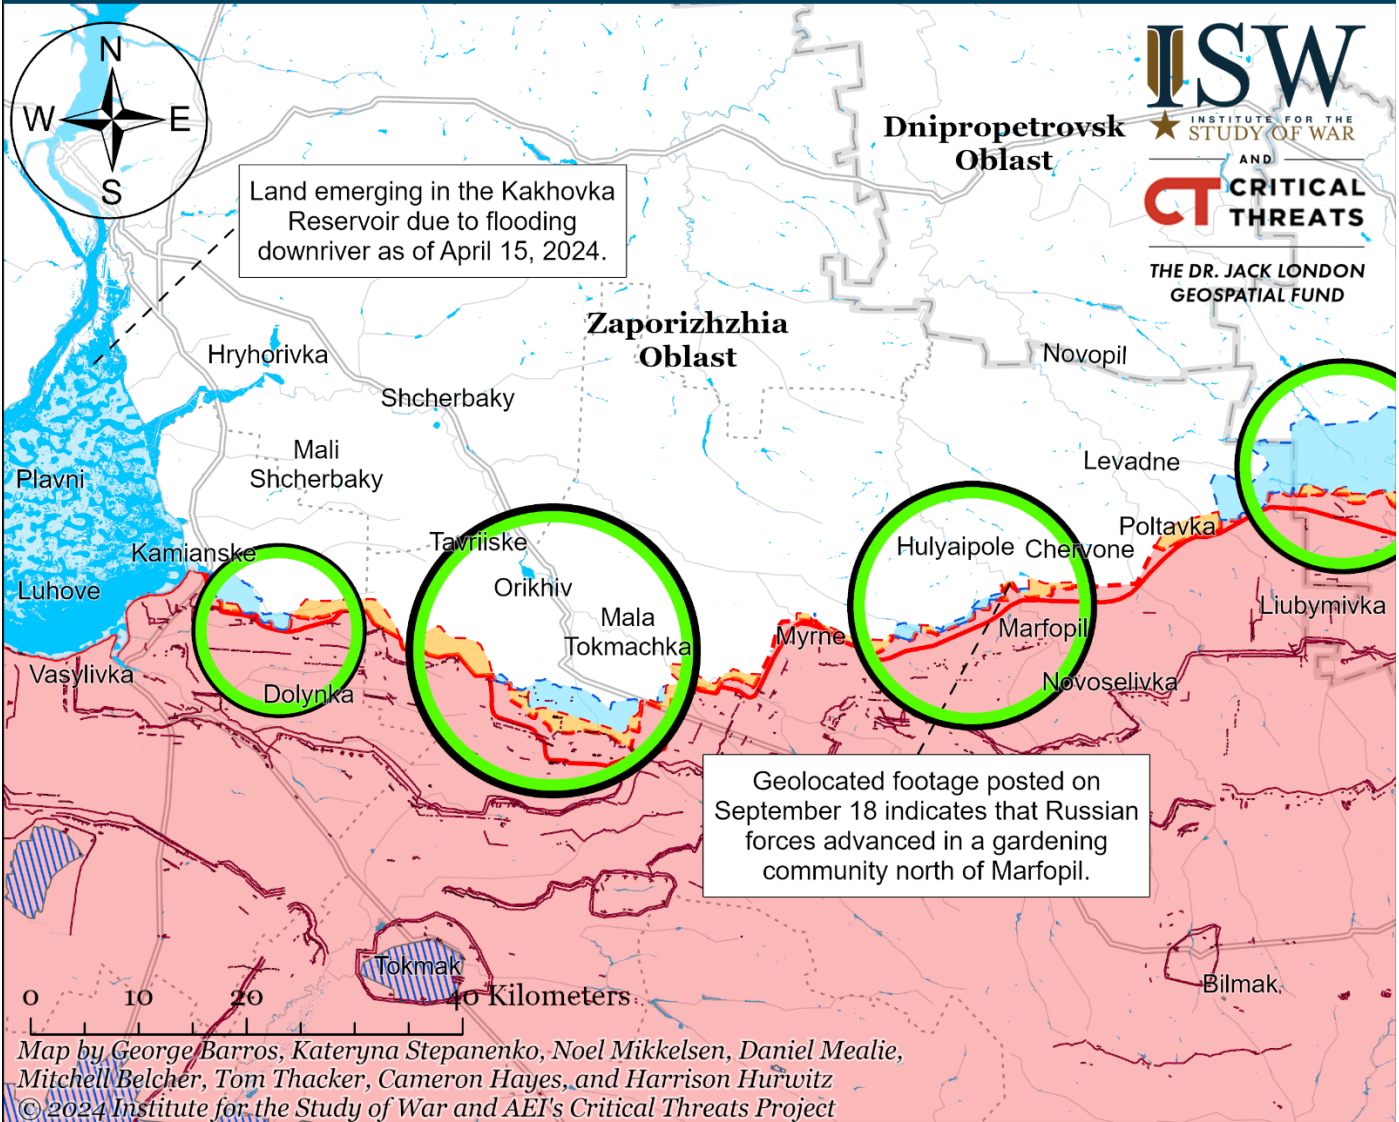 N
W
E
S
ISW
INSTITUTE FOR THE
STUDY OF WAR
AND
CT CRITICAL
THREATS
THE DR. JACK LONDON
GEOSPATIAL FUND
Dnipropetrovsk
Oblast
Land emerging in the Kakhovka
Reservoir due to flooding
downriver as of April 15, 2024.
Zaporizhzhia
Oblast
Hryhorivka
Novopil
Shcherbaky
Mali
Shcherbaky
Levadne
Plavni
Poltavka
Tavriiske
Hulyaipole
Chervone
Kamianske
Orikhiv
Luhove
Liubymivka
Mala
Tokmachka
Myrne
Marfopil
Vasylivka
Dolynka
Novoselivka
Geolocated footage posted on
September 18 indicates that Russian
forces advanced in a gardening
community north of Marfopil.
Tokmak
Bilmak
0 10 20 40 Kilometers
Map by George Barros, Kateryna Stepanenko, Noel Mikkelsen, Daniel Mealie,
Mitchell Belcher, Tom Thacker, Cameron Hayes, and Harrison Hurwitz
© 2024 Institute for the Study of War and AEI's Critical Threats Project